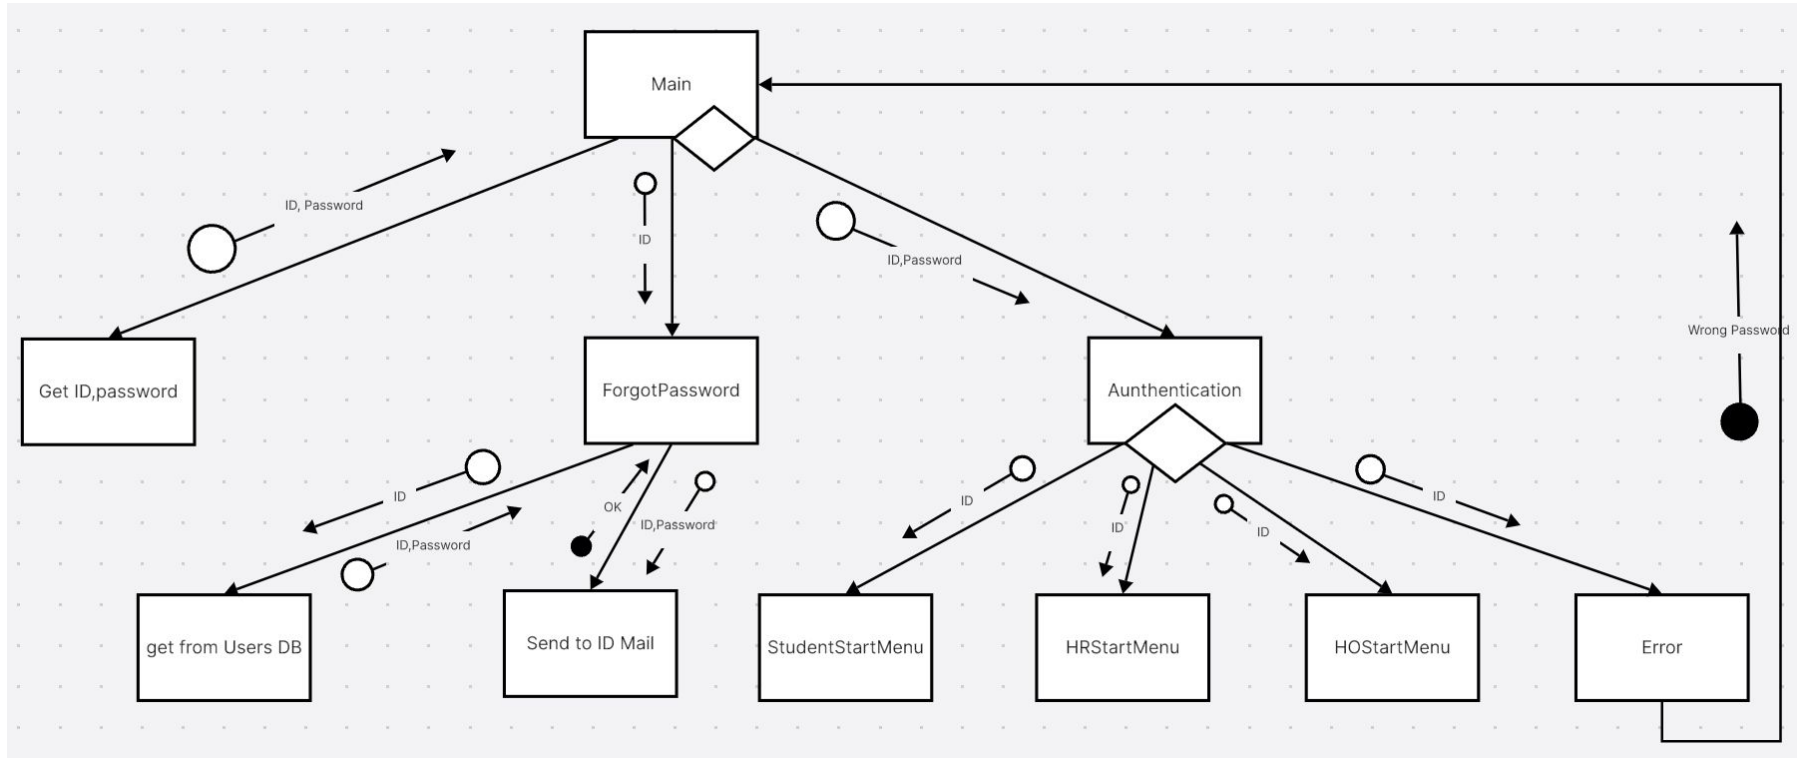 Main
ID, Password
ID
ID,Password
Wrong Password
Get ID,password
ForgotPassword
Aunthentication
ID
ID,Password
OK
ID,Password
ID
ID
ID
ID
get from Users DB
Send to ID Mail
StudentStartMenu
HRStartMenu
HOStartMenu
Error